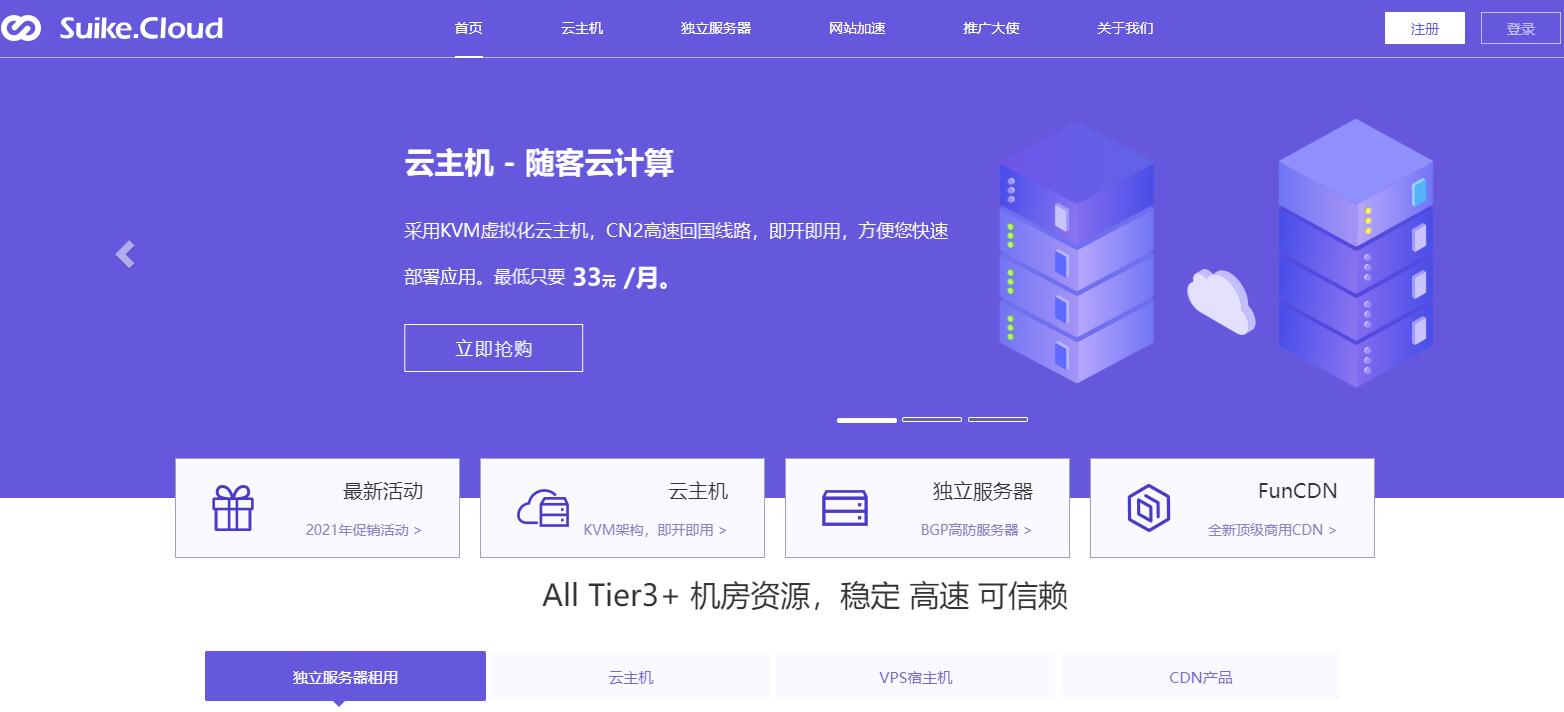 Suike.Cloud
首页
云主机
独立服务器
网站加速
推广大使
关于我们
注册
登录
云主机 - 随客云计算
采用KVM虚拟化云主机，CN2高速回国线路，即开即用，方便您快速
部署应用。最低只要 33元 /月。
立即抢购
最新活动
2021年促销活动 >
云主机
KVM架构，即开即用 >
独立服务器
BGP高防服务器 >
FunCDN
全新顶级商用CDN >
All Tier3+ 机房资源，稳定 高速 可信赖
独立服务器租用
云主机
VPS宿主机
CDN产品